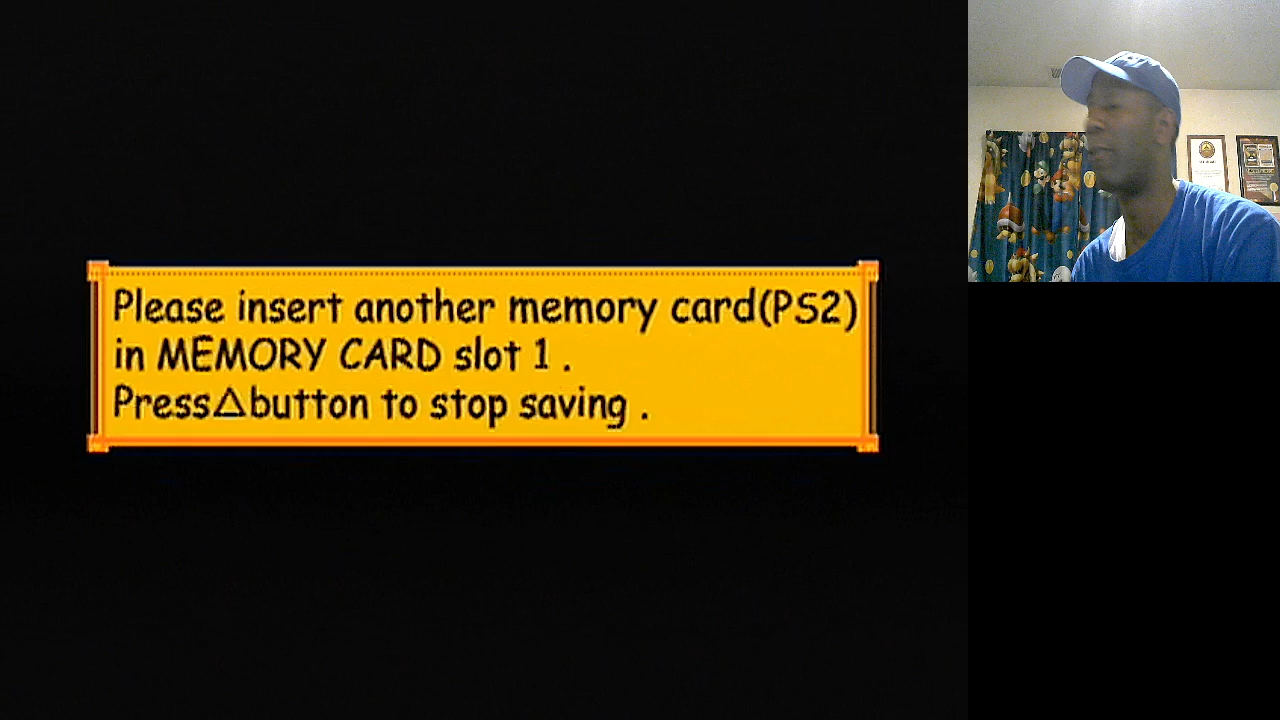 Please insert another memory card(PS2)
in MEMORY CARD slot 1 .
Press△button to stop saving .